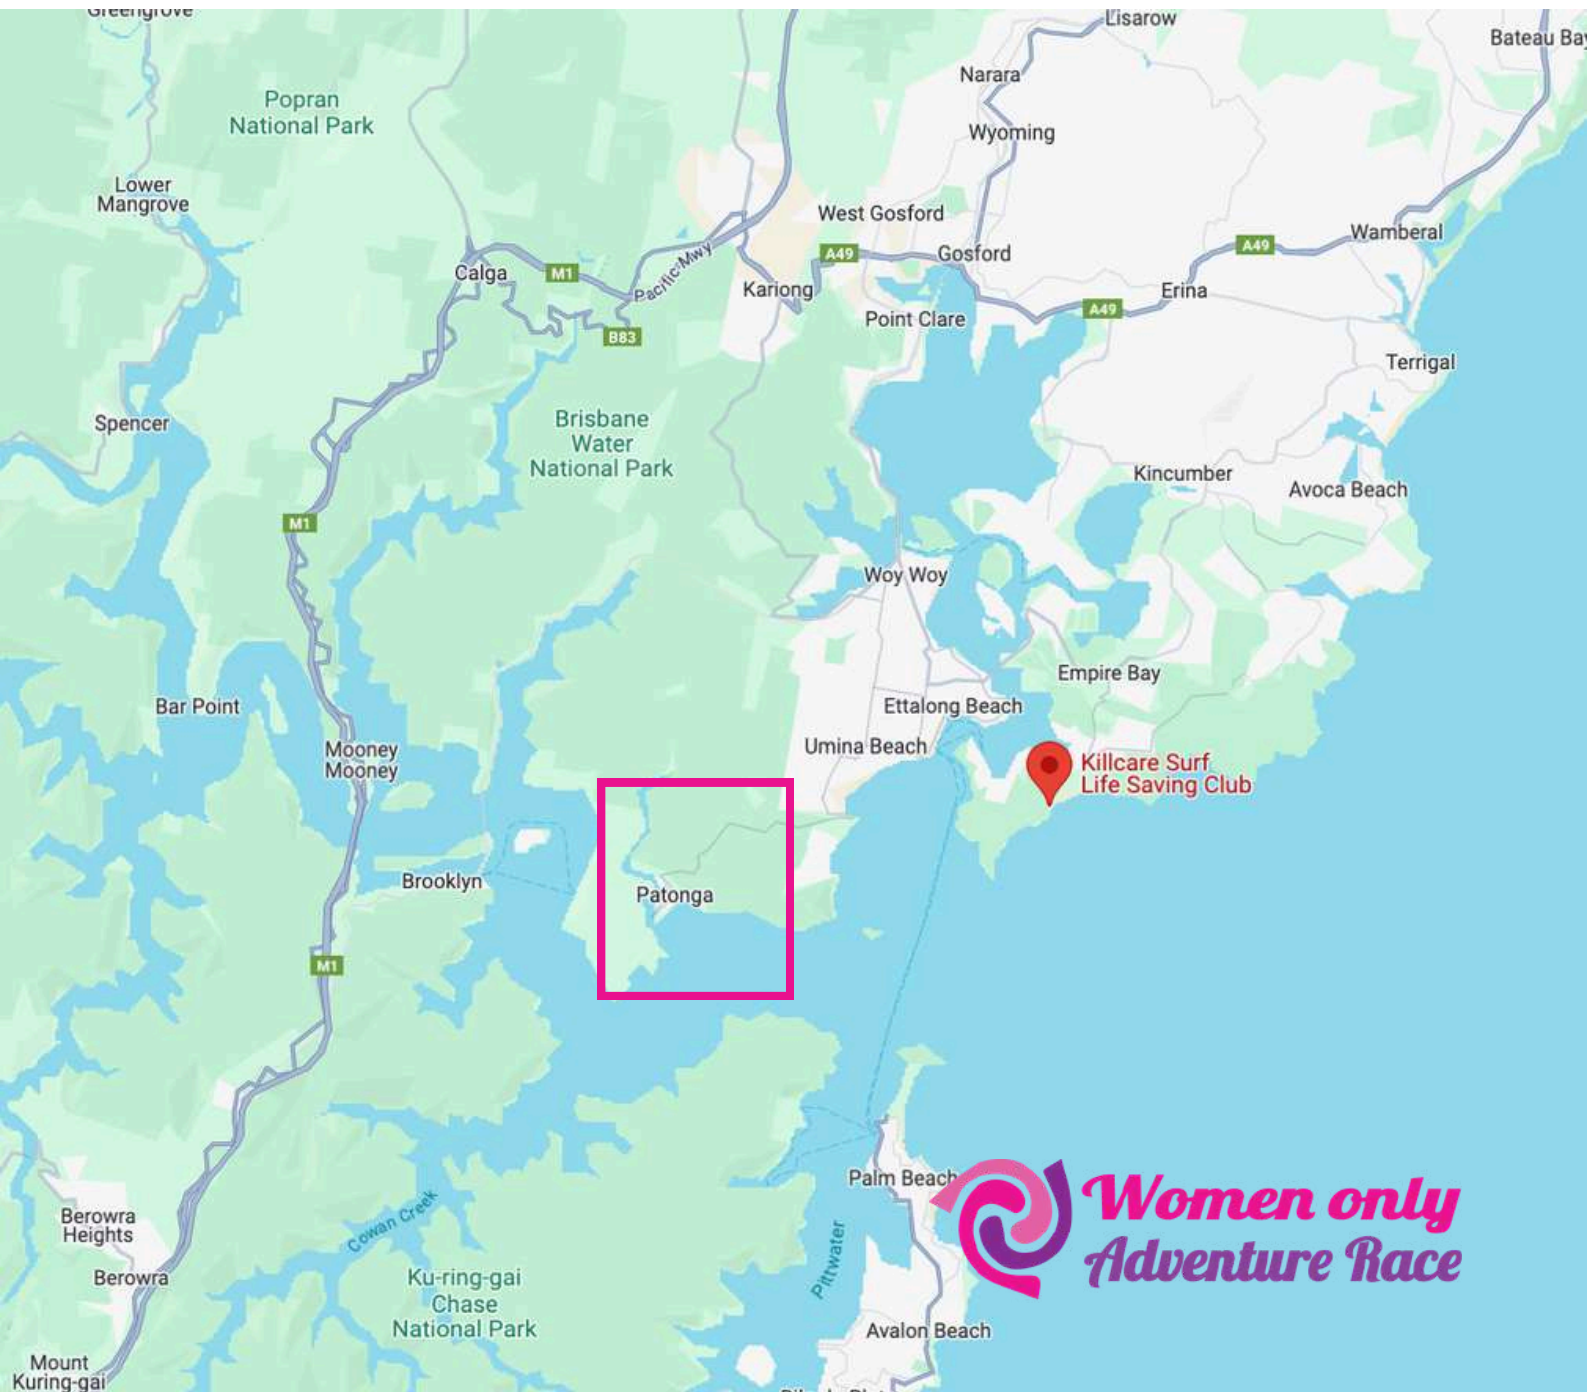 Greengrove
Lisarow
Bateau Bay
Narara
Popran
National Park
Wyoming
Lower
Mangrove
West Gosford
Wamberal
A49
A49
Gosford
Pacific Mwy
Calga
M1
Kariong
Erina
A49
Point Clare
B83
Terrigal
Spencer
Brisbane
Water
National Park
Kincumber
Avoca Beach
M1
Woy Woy
Empire Bay
Bar Point
Ettalong Beach
Umina Beach
Mooney
Mooney
Killcare Surf
Life Saving Club
Brooklyn
Patonga
M1
Palm Beach
Women only
Adventure Race
Berowra
Heights
Cowan Creek
Pittwater
Berowra
Ku-ring-gai
Chase
National Park
Avalon Beach
Mount
Kuring-gai